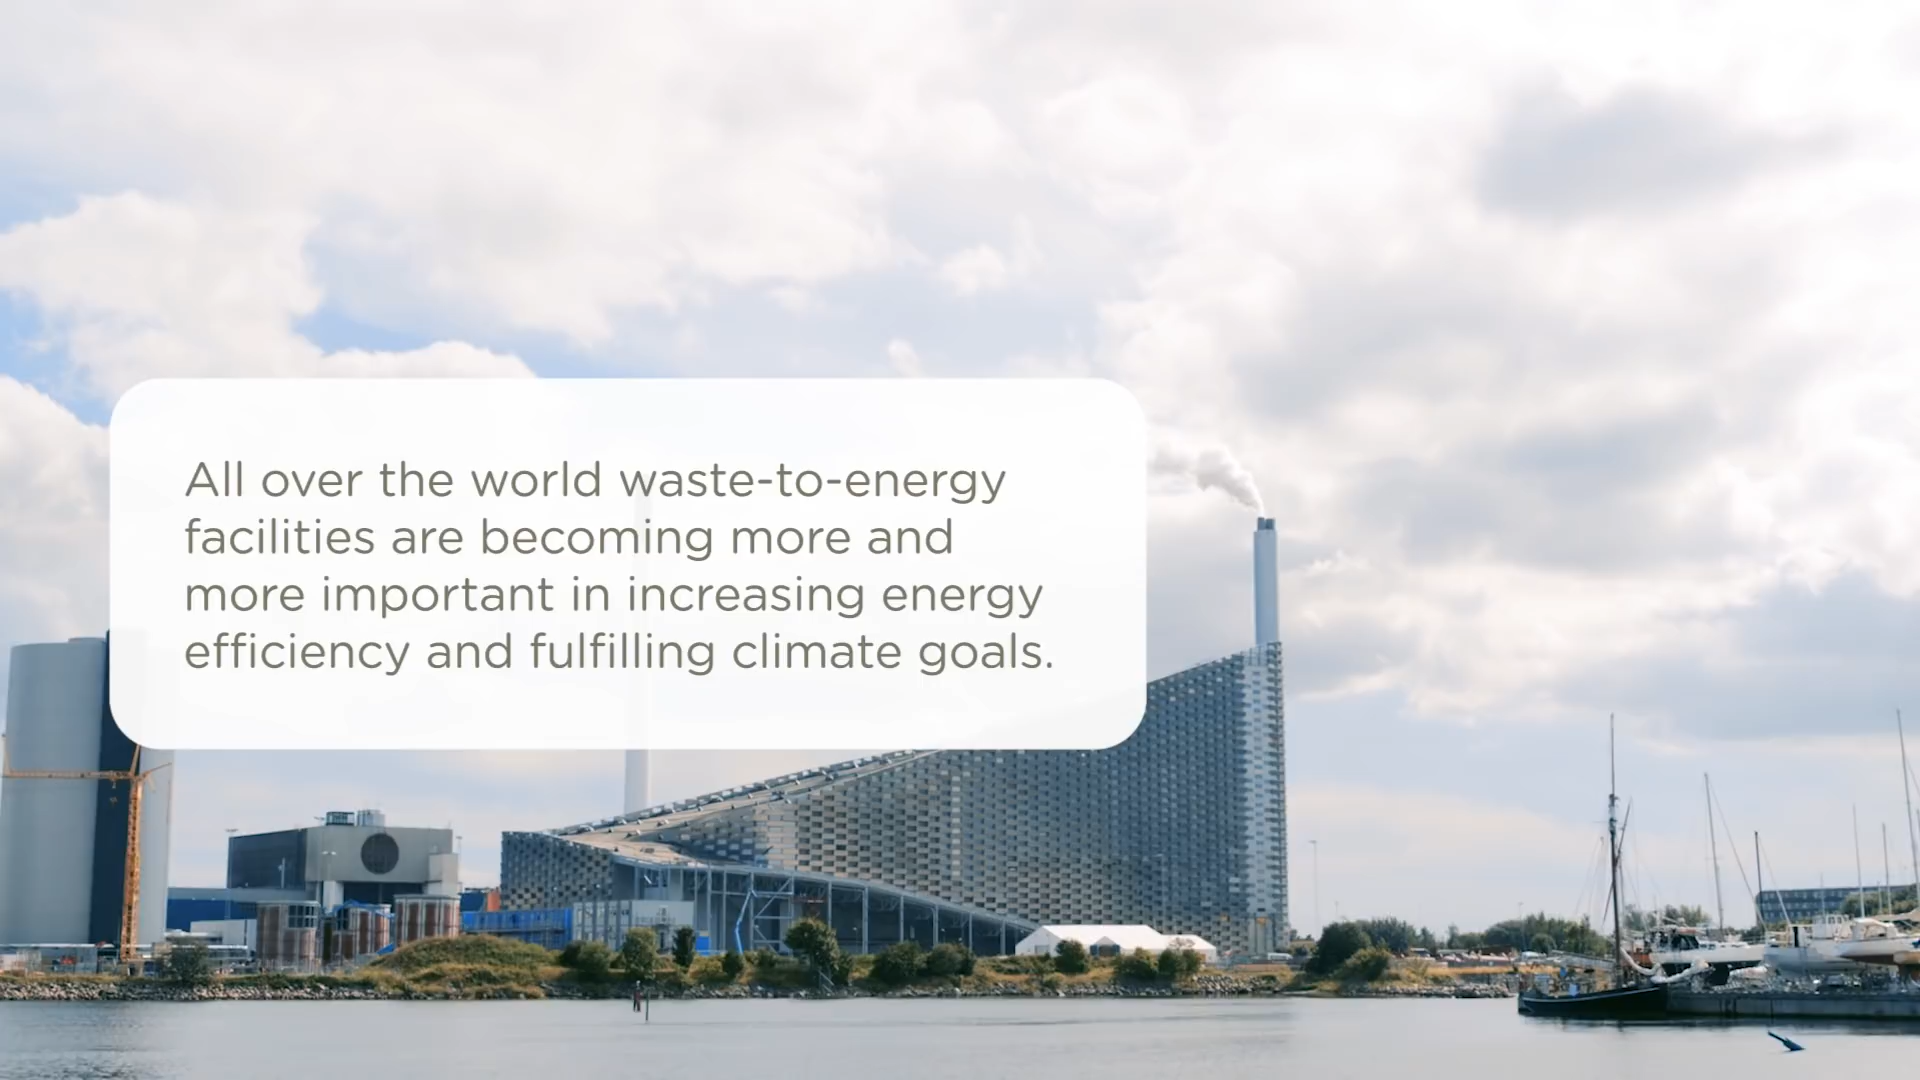 All over the world waste-to-energy
facilities are becoming more and
more important in increasing energy
efficiency and fulfilling climate goals.